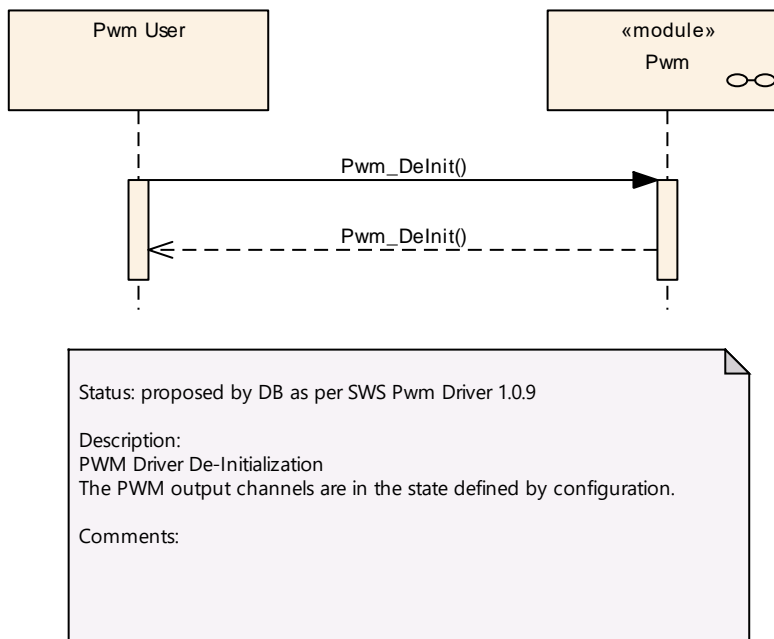 Pwm User
«module»
Pwm
Pwm_DeInit()
Pwm_DeInit()
Status: proposed by DB as per SWS Pwm Driver 1.0.9
Description:
PWM Driver De-Initialization
The PWM output channels are in the state defined by configuration.
Comments: